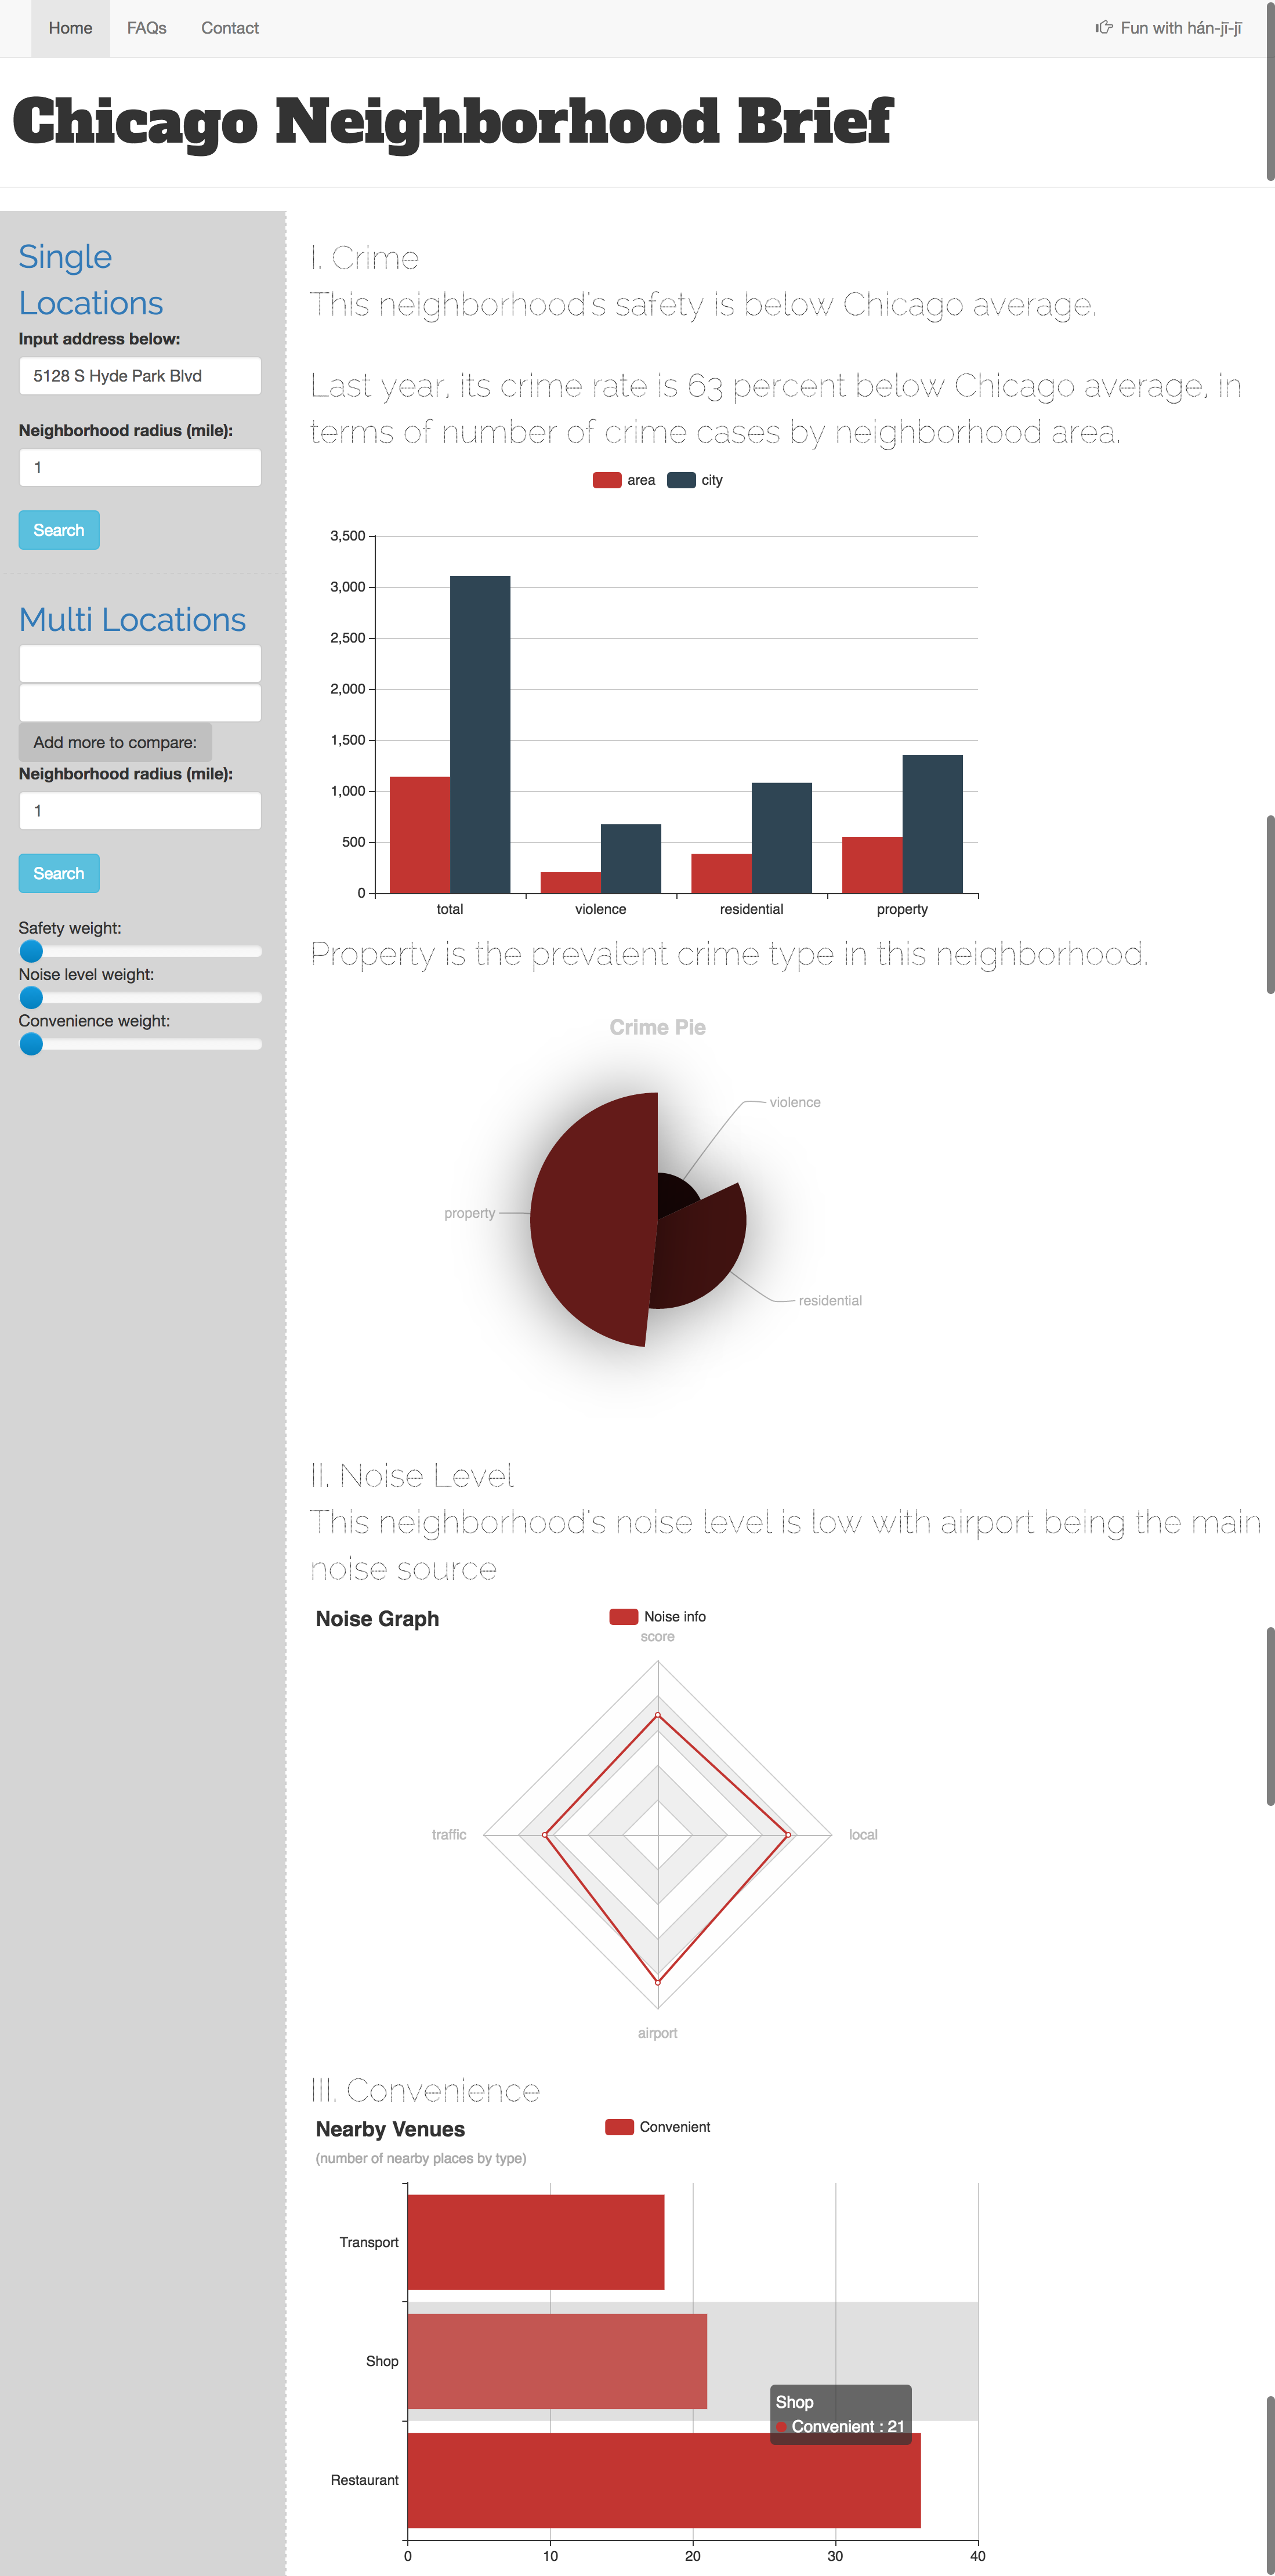 Home FAQs Contact Fun with hán-jī-jī
Chicago Neighborhood Brief
Single
Locations
Input address below:
5128 S Hyde Park Blvd
Neighborhood radius (mile):
1
Search
Multi Locations
Add more to compare:
Neighborhood radius (mile):
1
Search
Safety weight:
Noise level weight:
Convenience weight:
I. Crime
This neighborhood's safety is below Chicago average.
Last year, its crime rate is 63 percent below Chicago average, in
terms of number of crime cases by neighborhood area.
area city
3,500
3,000
2,500
2,000
1,500
1,000
500
0
total violence residential property
Property is the prevalent crime type in this neighborhood.
Crime Pie
violence
property
residential
II. Noise Level
This neighborhood's noise level is low with airport being the main
noise source
Noise Graph Noise info
score
traffic local
airport
III. Convenience
Nearby Venues Convenient
(number of nearby places by type)
Transport
Shop
Shop
Convenient : 21
Restaurant
0 10 20 30 40